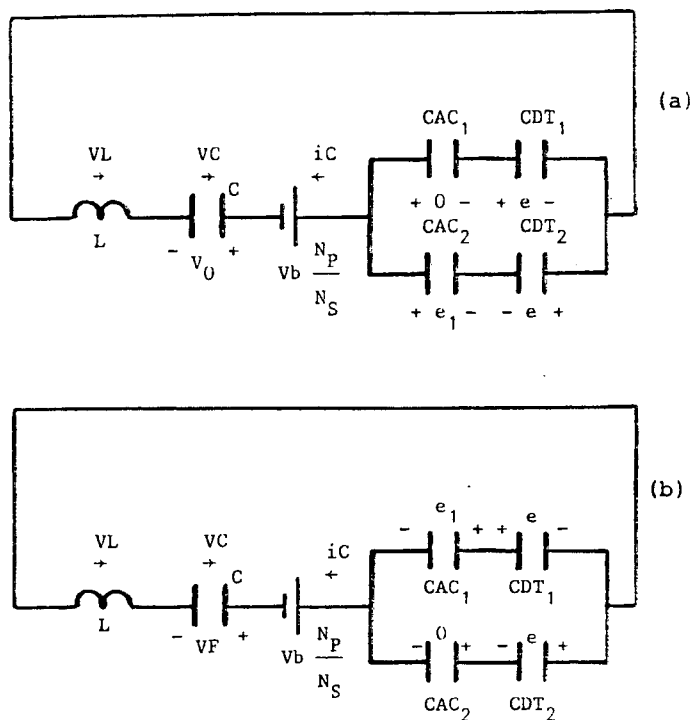 (a)
CAC1 CDT1
VL VC iC
→ → ←
C
+ 0 - + e -
L - V0 + CAC2 CDT2
Vb NP/NS
+ e1 - - e +
(b)
e1 e
- + + -
VL VC iC
→ → ←
C
CAC1 CDT1
L - VF + 0 e
Vb NP/NS - + - +
CAC2 CDT2